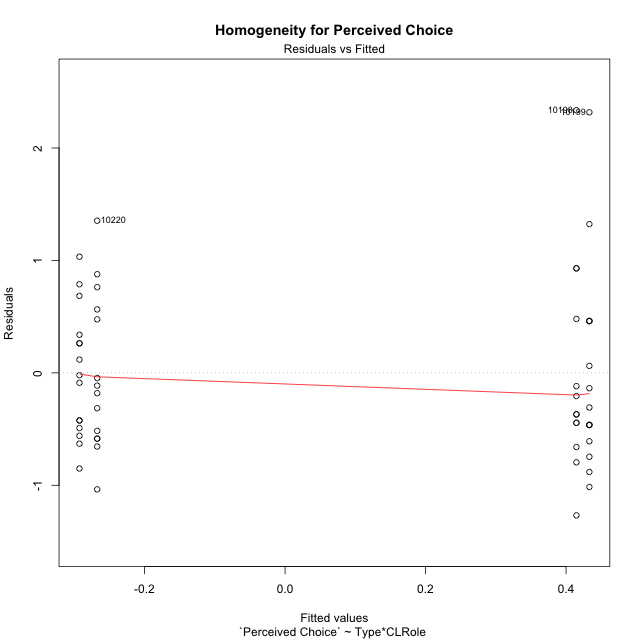 Homogeneity for Perceived Choice
Residuals vs Fitted
10199
10220
Residuals
2
1
0
-1
-0.2
0.0
0.2
0.4
Fitted values
`Perceived Choice` ~ Type*CLRole